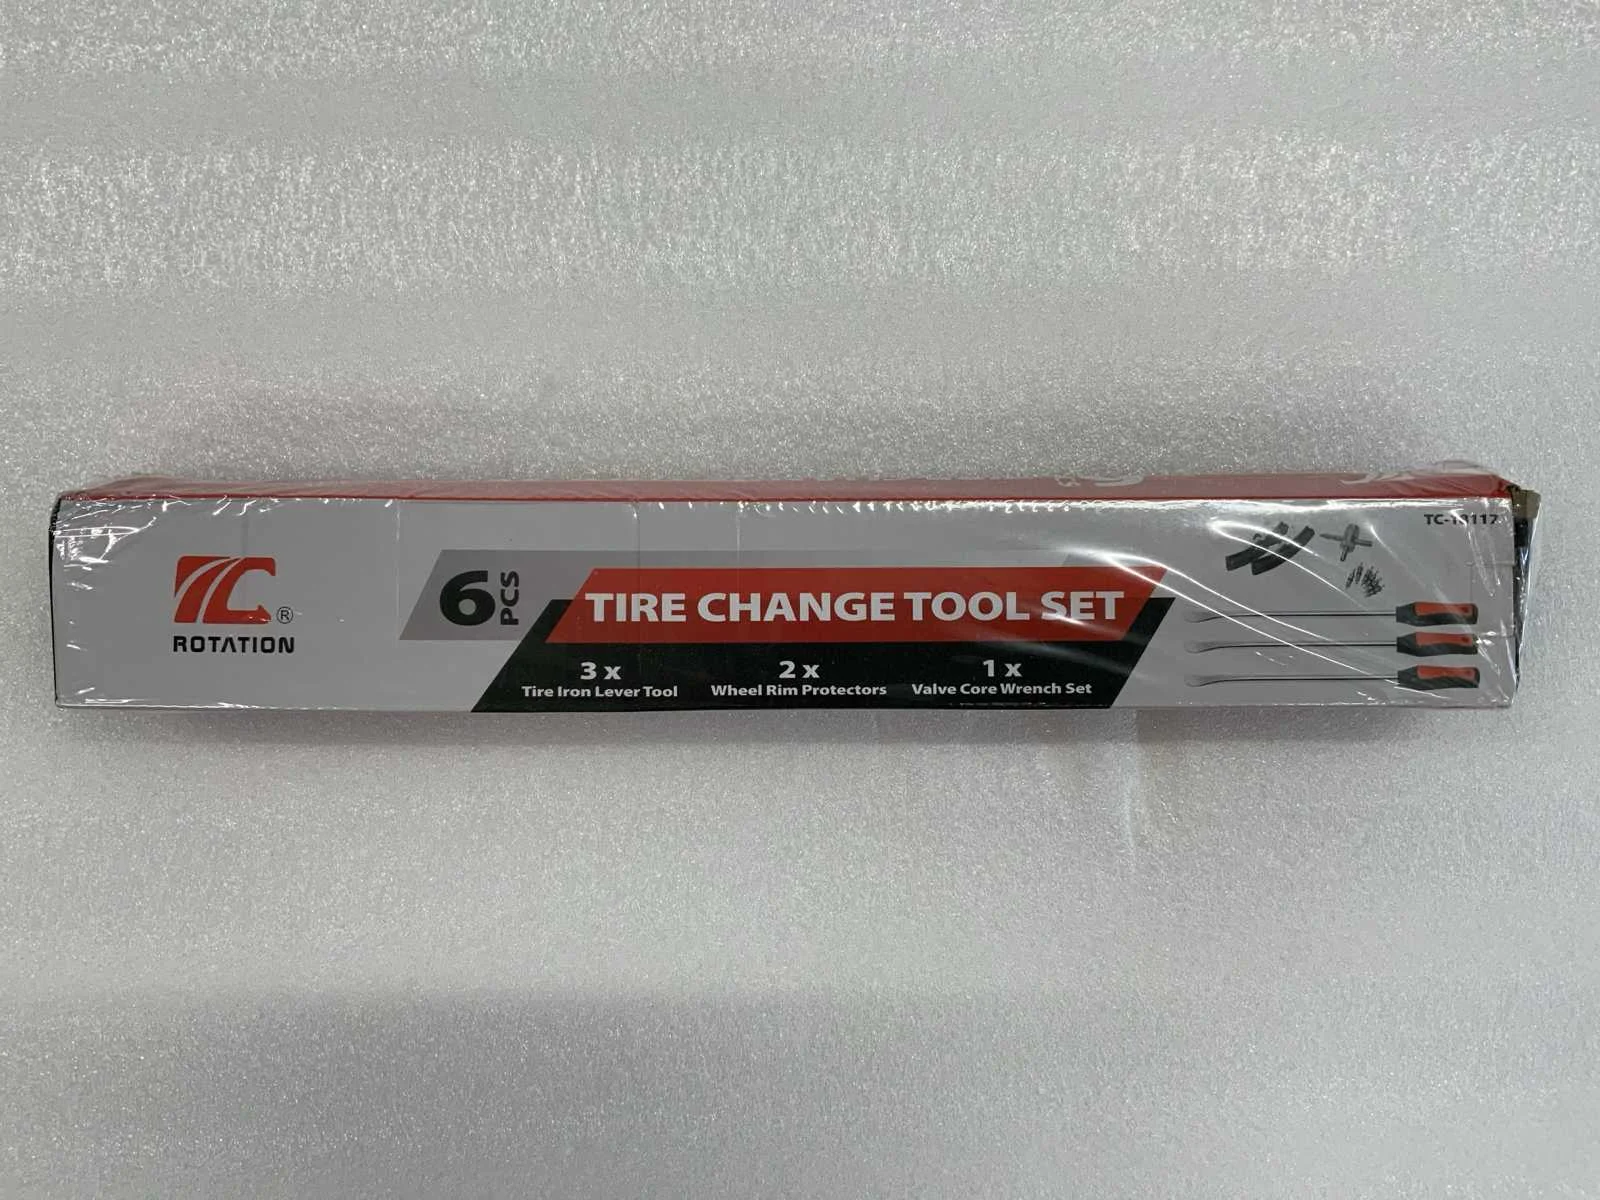 TC ®
ROTATION
6 PCS
TIRE CHANGE TOOL SET
3 x
Tire Iron Lever Tool
2 x
Wheel Rim Protectors
1 x
Valve Core Wrench Set